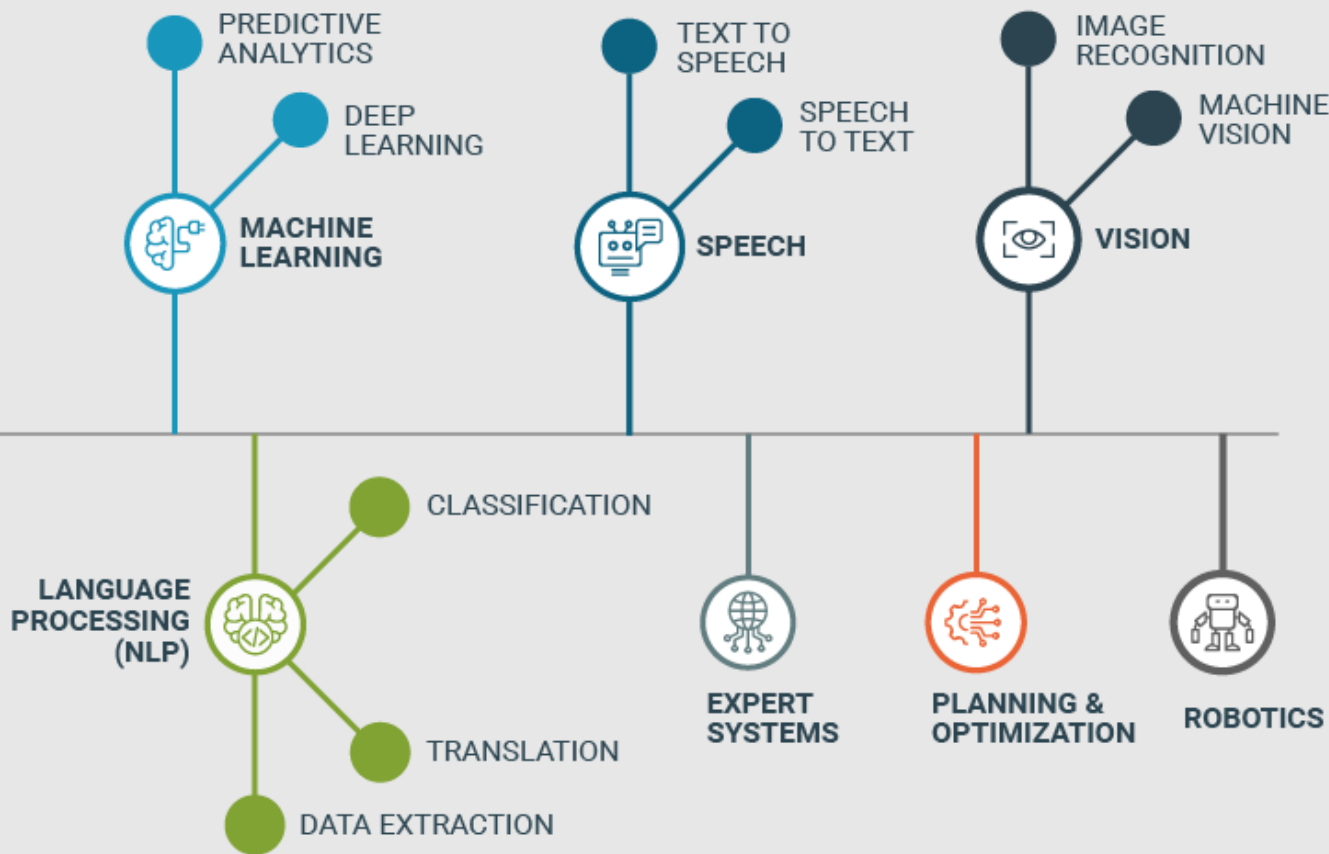 PREDICTIVE
ANALYTICS
DEEP
LEARNING
MACHINE
LEARNING
TEXT TO
SPEECH
SPEECH
TO TEXT
SPEECH
IMAGE
RECOGNITION
MACHINE
VISION
VISION
CLASSIFICATION
LANGUAGE
PROCESSING
(NLP)
TRANSLATION
DATA EXTRACTION
EXPERT
SYSTEMS
PLANNING &
OPTIMIZATION
ROBOTICS